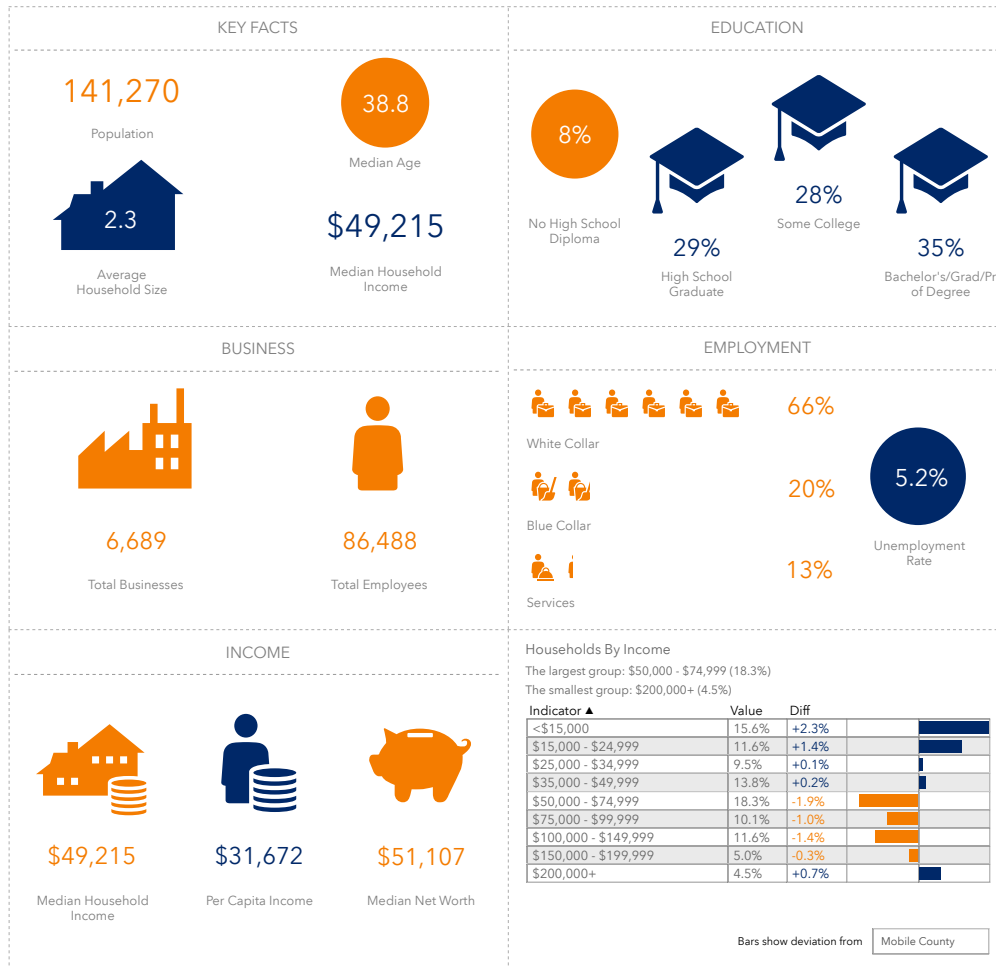 KEY FACTS
141,270
Population
38.8
Median Age
2.3
Average
Household Size
$49,215
Median Household
Income
EDUCATION
8%
No High School
Diploma
29%
High School
Graduate
28%
Some College
35%
Bachelor's/Grad/Pr
of Degree
BUSINESS
6,689
Total Businesses
86,488
Total Employees
EMPLOYMENT
66%
White Collar
20%
Blue Collar
13%
Services
5.2%
Unemployment
Rate
INCOME
$49,215
Median Household
Income
$31,672
Per Capita Income
$51,107
Median Net Worth
Households By Income
The largest group: $50,000 - $74,999 (18.3%)
The smallest group: $200,000+ (4.5%)
Indicator ▲ Value Diff
<$15,000 15.6% +2.3%
$15,000 - $24,999 11.6% +1.4%
$25,000 - $34,999 9.5% +0.1%
$35,000 - $49,999 13.8% +0.2%
$50,000 - $74,999 18.3% -1.9%
$75,000 - $99,999 10.1% -1.0%
$100,000 - $149,999 11.6% -1.4%
$150,000 - $199,999 5.0% -0.3%
$200,000+ 4.5% +0.7%
Bars show deviation from Mobile County